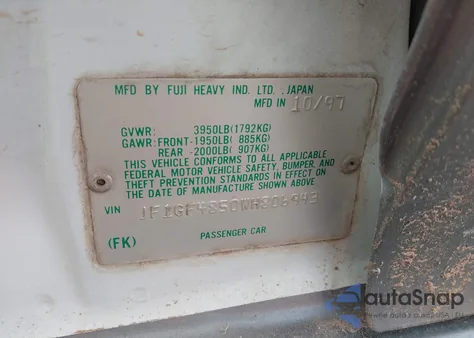 MFD BY FUJI HEAVY IND. LTD., JAPAN
MFD IN 10/97
GVWR: 3950LB(1792KG)
GAWR:FRONT-1950LB( 885KG)
REAR -2000LB( 907KG)
THIS VEHICLE CONFORMS TO ALL APPLICABLE
FEDERAL MOTOR VEHICLE SAFETY, BUMPER, AND
THEFT PREVENTION STANDARDS IN EFFECT ON
THE DATE OF MANUFACTURE SHOWN ABOVE.
VIN
(FK) PASSENGER CAR
autoSnap